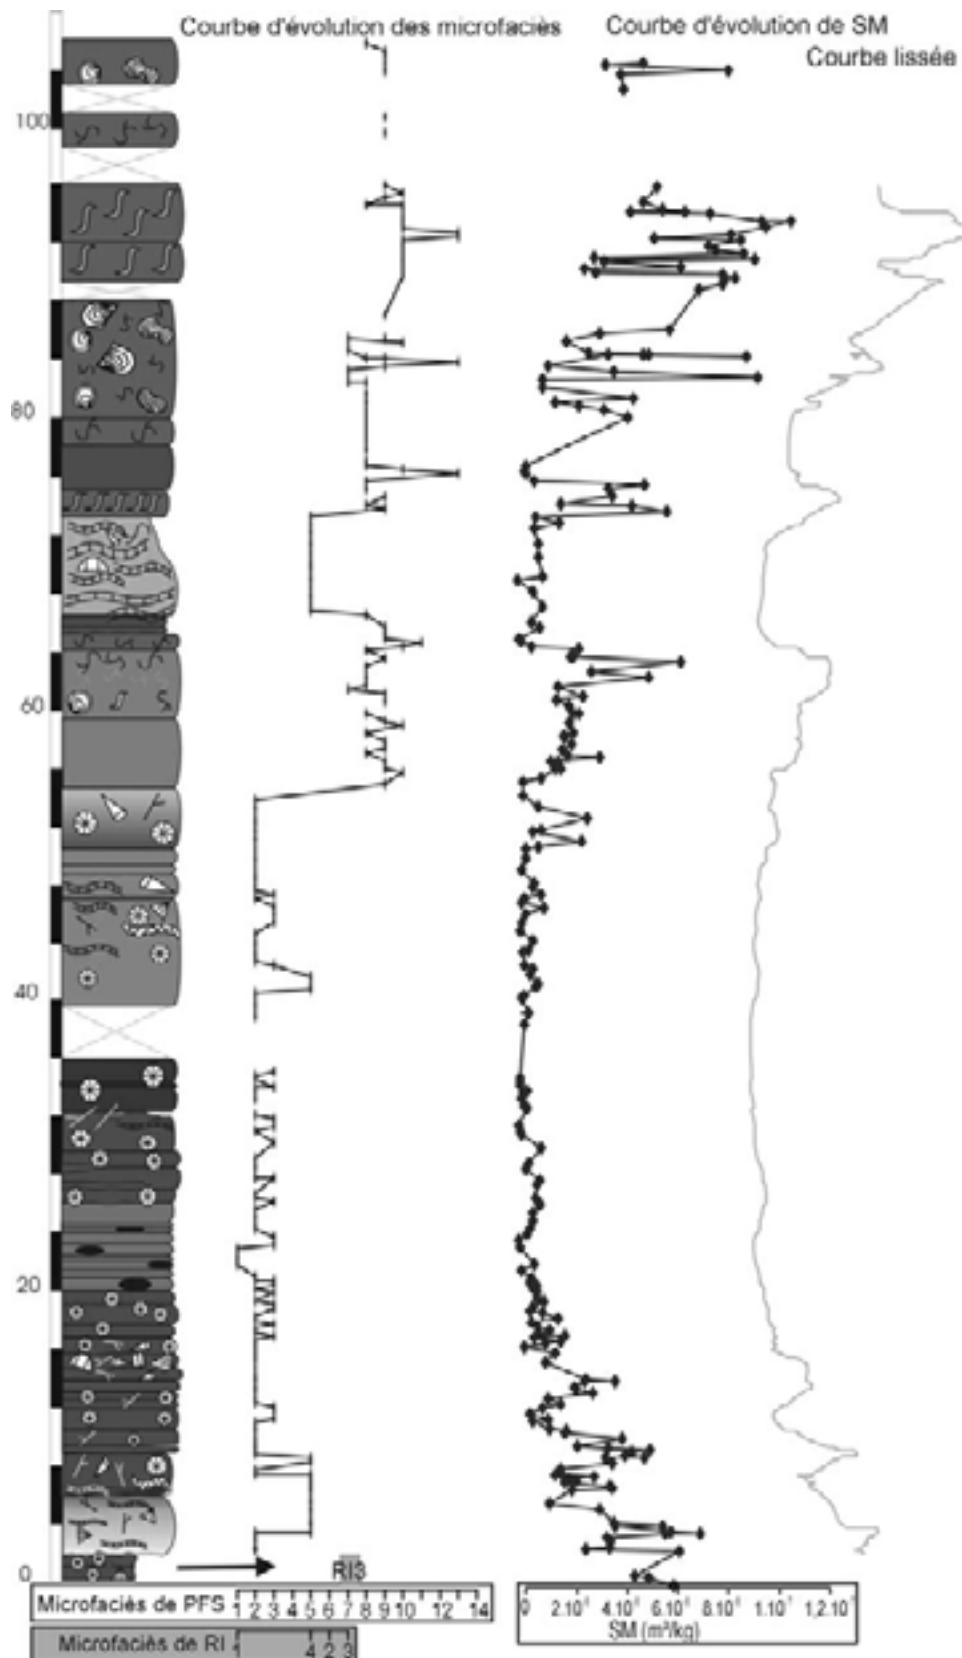 Courbe d'évolution des microfaciès
Courbe d'évolution de SM
Courbe lissée
100
80
60
40
20
0
RI3
Microfaciès de PFS
1 2 3 4 5 6 7 8 9 10 12 14
Microfaciès de RI
4 2 3
0
SM (m³/kg)